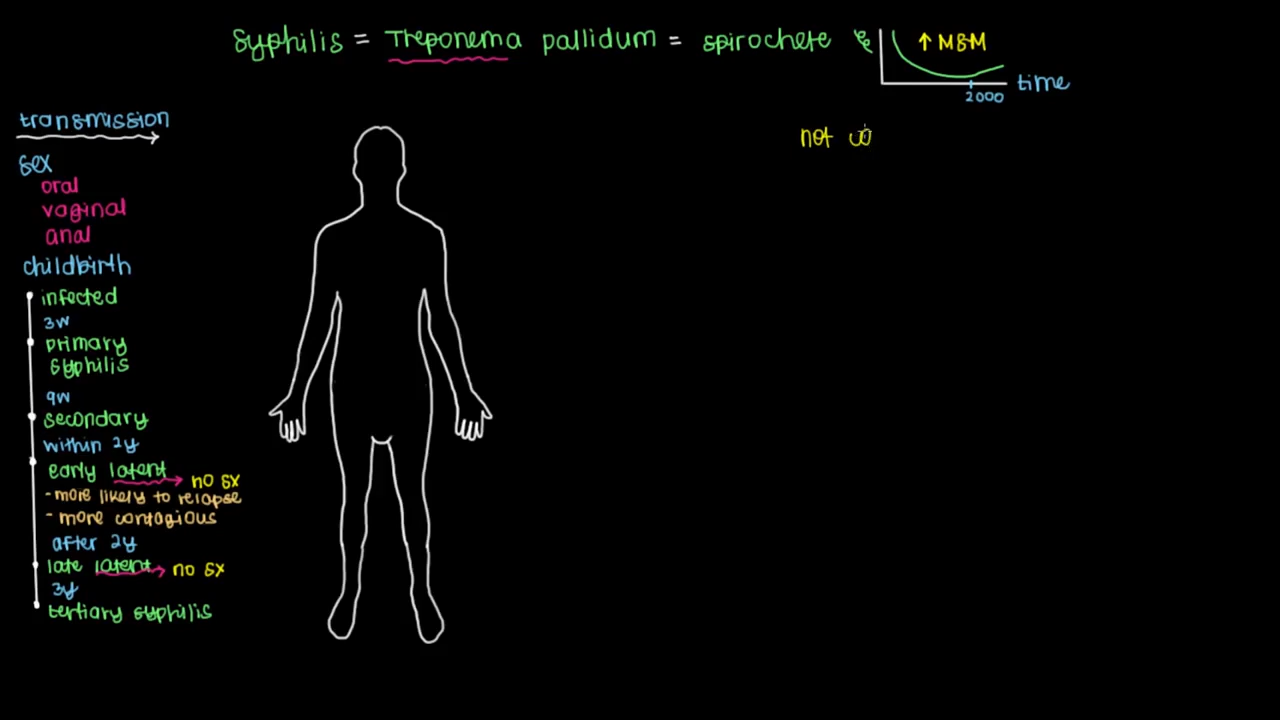 Syphilis = Treponema pallidum = spirochete
↑ MSM
time
2000
not co
transmission
sex
oral
vaginal
anal
childbirth
infected
3w
primary
syphilis
9w
secondary
within 2y
early latent → no sx
- more likely to relapse
- more contagious
after 2y
late latent → no sx
3y
tertiary syphilis